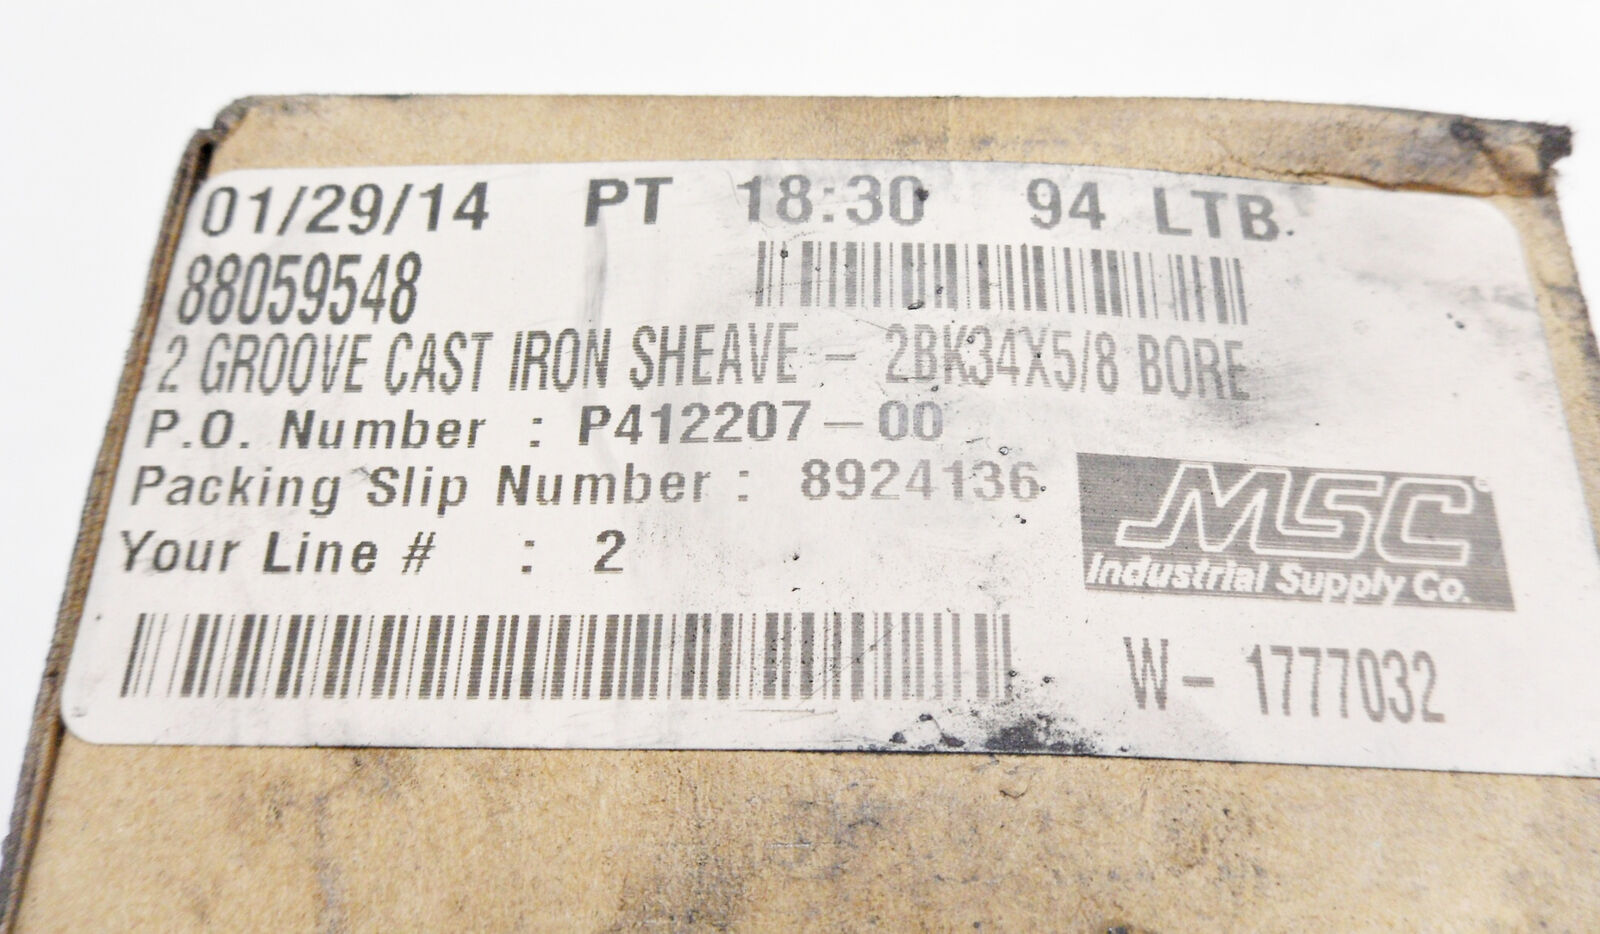 01/29/14 PT 18:30 94 LTB
88059548
2 GROOVE CAST IRON SHEAVE - 2BK34X5/8 BORE
P.O. Number : P412207-00
Packing Slip Number : 8924136
Your Line # : 2
MSC®
Industrial Supply Co.
W- 1777032